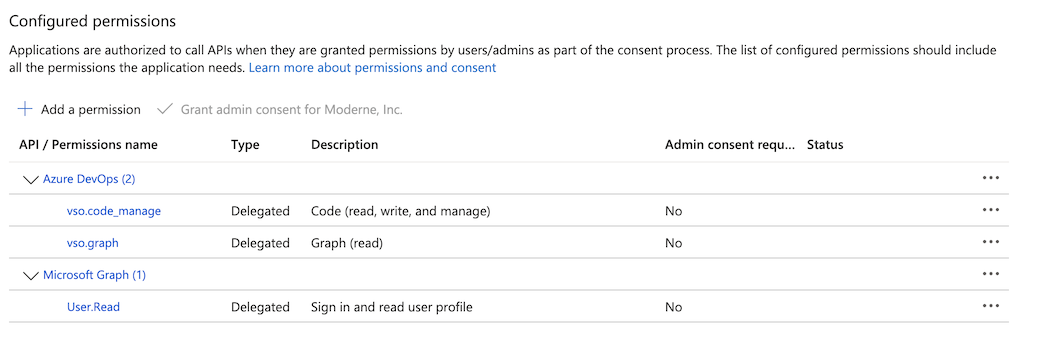 Configured permissions
Applications are authorized to call APIs when they are granted permissions by users/admins as part of the consent process. The list of configured permissions should include
all the permissions the application needs. Learn more about permissions and consent
Add a permission Grant admin consent for Moderne, Inc.
API / Permissions name Type Description Admin consent requ... Status
Azure DevOps (2)
vso.code_manage Delegated Code (read, write, and manage) No
vso.graph Delegated Graph (read) No
Microsoft Graph (1)
User.Read Delegated Sign in and read user profile No